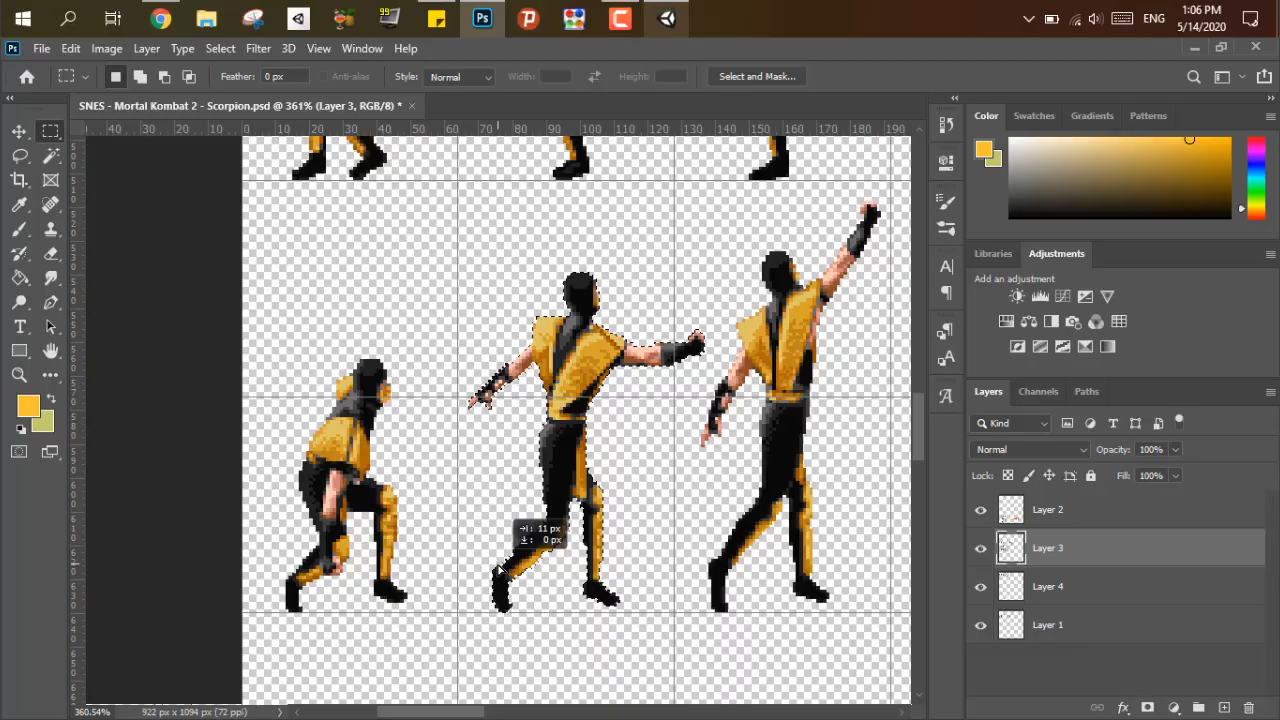 ENG
1:06 PM
5/14/2020
Ps
File Edit Image Layer Type Select Filter 3D View Window Help
Feather: 0 px Anti-alias Style: Normal Width: Height: Select and Mask...
SNES - Mortal Kombat 2 - Scorpion.psd @ 361% (Layer 3, RGB/8) *
40 30 20 10 0 10 20 30 40 50 60 70 80 90 100 110 120 130 140 150 160 170 180 190
Color Swatches Gradients Patterns
Libraries Adjustments
Add an adjustment
Layers Channels Paths
Kind
Normal Opacity: 100%
Lock: Fill: 100%
Layer 2
Layer 3
Layer 4
Layer 1
11 px
0 px
360.54% 922 px x 1094 px (72 ppi)